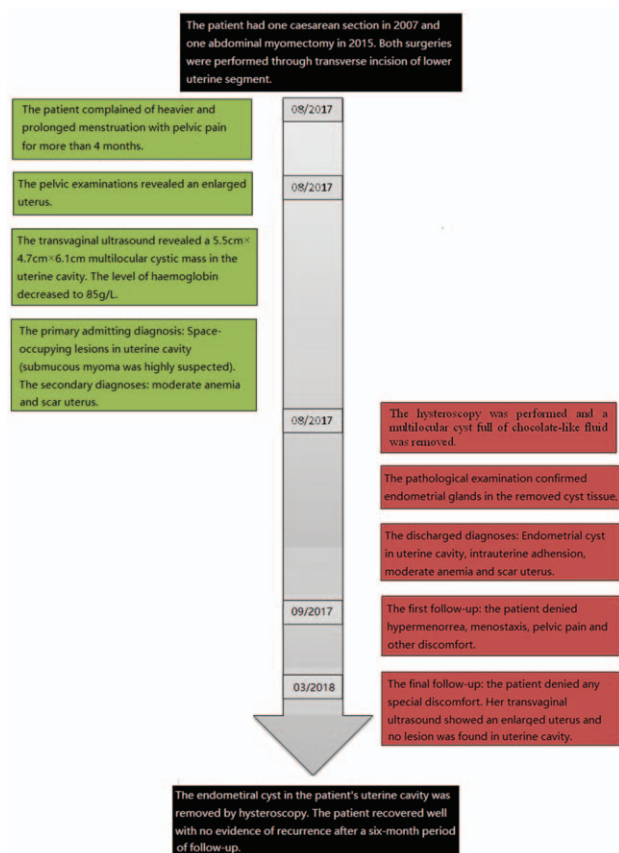 The patient had one caesarean section in 2007 and
one abdominal myomectomy in 2015. Both surgeries
were performed through transverse incision of lower
uterine segment.
08/2017
The patient complained of heavier and
prolonged menstruation with pelvic pain
for more than 4 months.
08/2017
The pelvic examinations revealed an enlarged
uterus.
The transvaginal ultrasound revealed a 5.5cm×
4.7cm×6.1cm multilocular cystic mass in the
uterine cavity. The level of haemoglobin
decreased to 85g/L.
The primary admitting diagnosis: Space-
occupying lesions in uterine cavity
(submucous myoma was highly suspected).
The secondary diagnoses: moderate anemia
and scar uterus.
08/2017
The hysteroscopy was performed and a
multilocular cyst full of chocolate-like fluid
was removed.
The pathological examination confirmed
endometrial glands in the removed cyst tissue.
The discharged diagnoses: Endometrial cyst
in uterine cavity, intrauterine adhension,
moderate anemia and scar uterus.
09/2017
The first follow-up: the patient denied
hypermenorrea, menostaxis, pelvic pain and
other discomfort.
03/2018
The final follow-up: the patient denied any
special discomfort. Her transvaginal
ultrasound showed an enlarged uterus and
no lesion was found in uterine cavity.
The endometiral cyst in the patient's uterine cavity was
removed by hysteroscopy. The patient recovered well
with no evidence of recurrence after a six-month period
of follow-up.